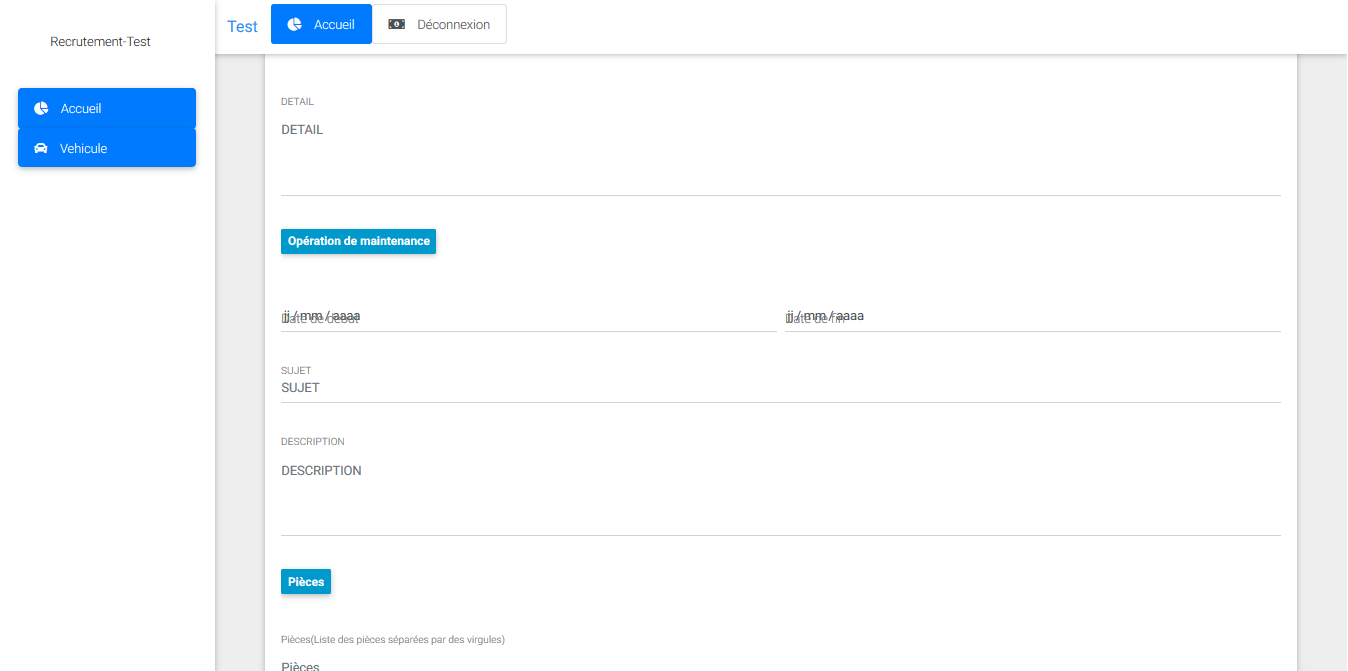 Recrutement-Test
Accueil
Vehicule
Test
Accueil
Déconnexion
DETAIL
DETAIL
Opération de maintenance
jj / mm / aaaa
Date de début
jj / mm / aaaa
Date de fin
SUJET
SUJET
DESCRIPTION
DESCRIPTION
Pièces
Pièces(Liste des pièces séparées par des virgules)
Pièces